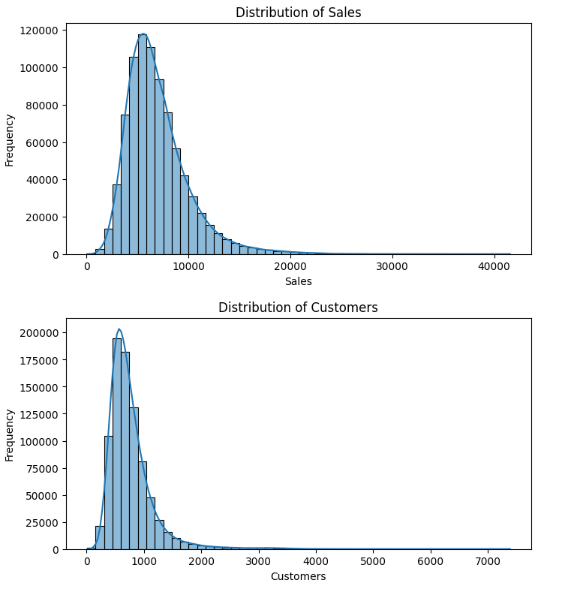 Distribution of Sales
120000
100000
80000
60000
40000
20000
0
Frequency
0 10000 20000 30000 40000
Sales
Distribution of Customers
200000
175000
150000
125000
100000
75000
50000
25000
0
Frequency
0 1000 2000 3000 4000 5000 6000 7000
Customers